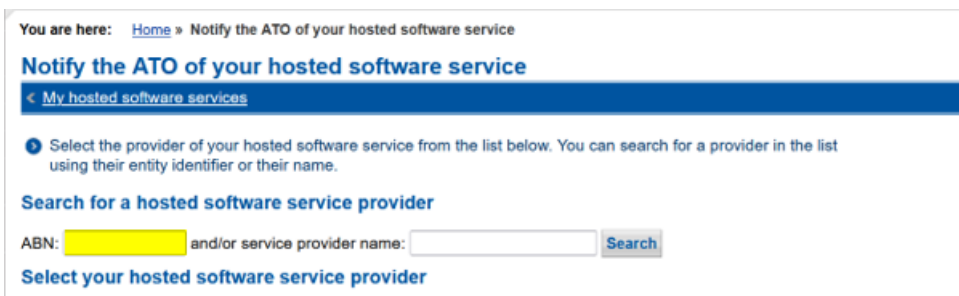 You are here: Home » Notify the ATO of your hosted software service
Notify the ATO of your hosted software service
< My hosted software services
Select the provider of your hosted software service from the list below. You can search for a provider in the list
using their entity identifier or their name.
Search for a hosted software service provider
ABN: and/or service provider name: Search
Select your hosted software service provider